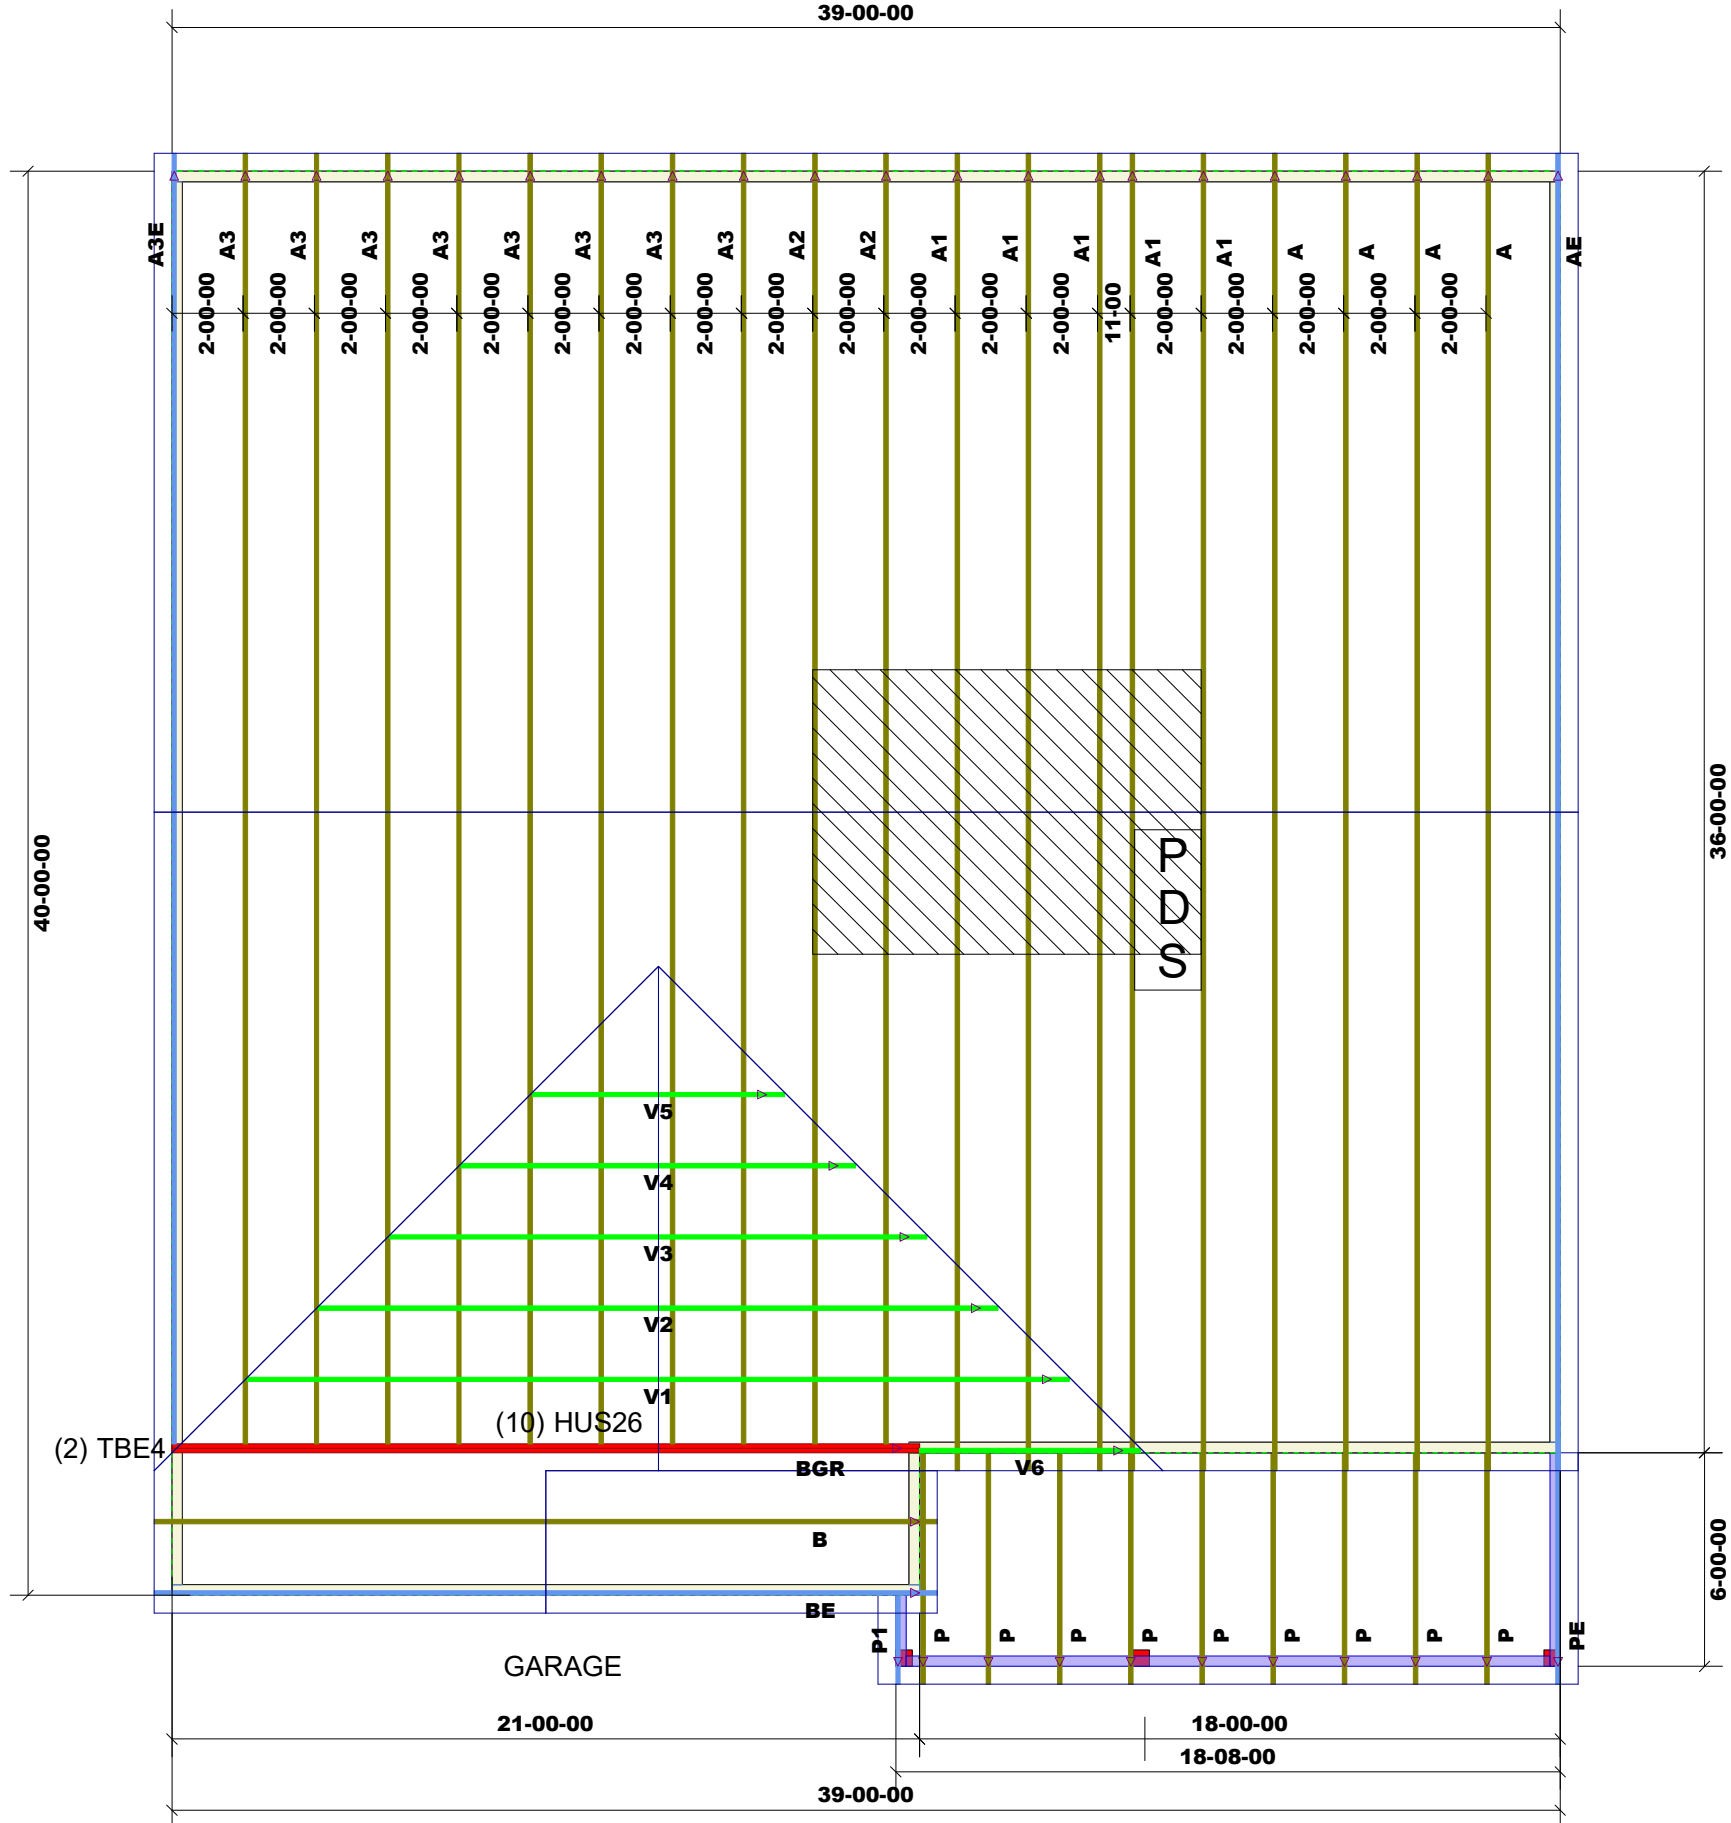 39-00-00
A3E
A3
A3
A3
A3
A3
A3
A3
A3
A2
A2
A1
A1
A1
A1
A1
A
A
A
A
AE
2-00-00
2-00-00
2-00-00
2-00-00
2-00-00
2-00-00
2-00-00
2-00-00
2-00-00
2-00-00
2-00-00
2-00-00
2-00-00
11-00
2-00-00
2-00-00
2-00-00
2-00-00
2-00-00
40-00-00
36-00-00
P
D
S
V5
V4
V3
V2
V1
(10) HUS26
(2) TBE4
BGR
V6
B
BE
6-00-00
P1
P
P
P
P
P
P
P
P
P
PE
GARAGE
21-00-00
18-00-00
18-08-00
39-00-00